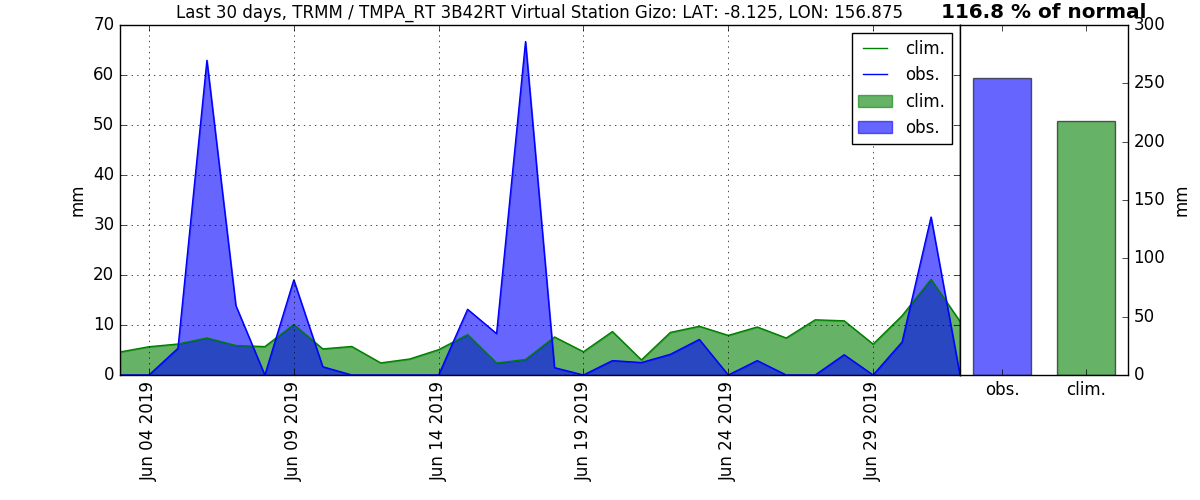 Last 30 days, TRMM / TMPA_RT 3B42RT Virtual Station Gizo: LAT: -8.125, LON: 156.875
116.8 % of normal
70
60
50
40
30
20
10
0
mm
clim.
obs.
clim.
obs.
Jun 04 2019
Jun 09 2019
Jun 14 2019
Jun 19 2019
Jun 24 2019
Jun 29 2019
300
250
200
150
100
50
0
mm
obs.
clim.